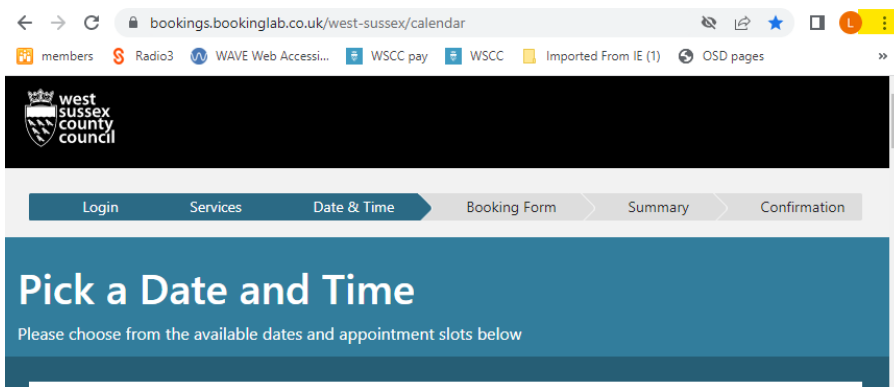 bookings.bookinglab.co.uk/west-sussex/calendar
L
members Radio3 WAVE Web Accessi... WSCC pay WSCC Imported From IE (1) OSD pages »
west
sussex
county
council
Login Services Date & Time Booking Form Summary Confirmation
Pick a Date and Time
Please choose from the available dates and appointment slots below